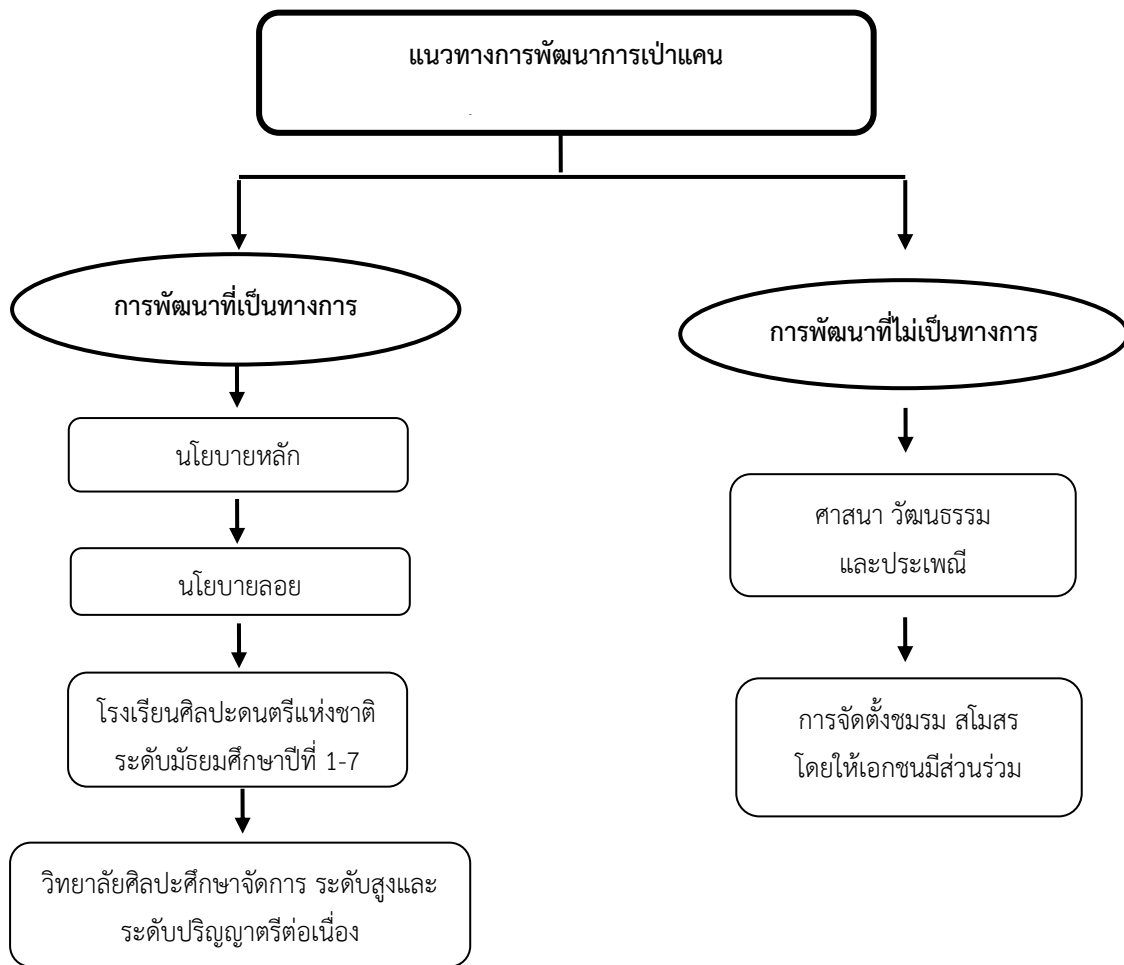 แนวทางการพัฒนาการเป่าแคน
การพัฒนาที่เป็นทางการ
นโยบายหลัก
นโยบายลอย
โรงเรียนศิลปะดนตรีแห่งชาติ
ระดับมัธยมศึกษาปีที่ 1-7
วิทยาลัยศิลปะศึกษาจัดการ ระดับสูงและ
ระดับปริญญาตรีต่อเนื่อง
การพัฒนาที่ไม่เป็นทางการ
ศาสนา วัฒนธรรม
และประเพณี
การจัดตั้งชมรม สโมสร
โดยให้เอกชนมีส่วนร่วม